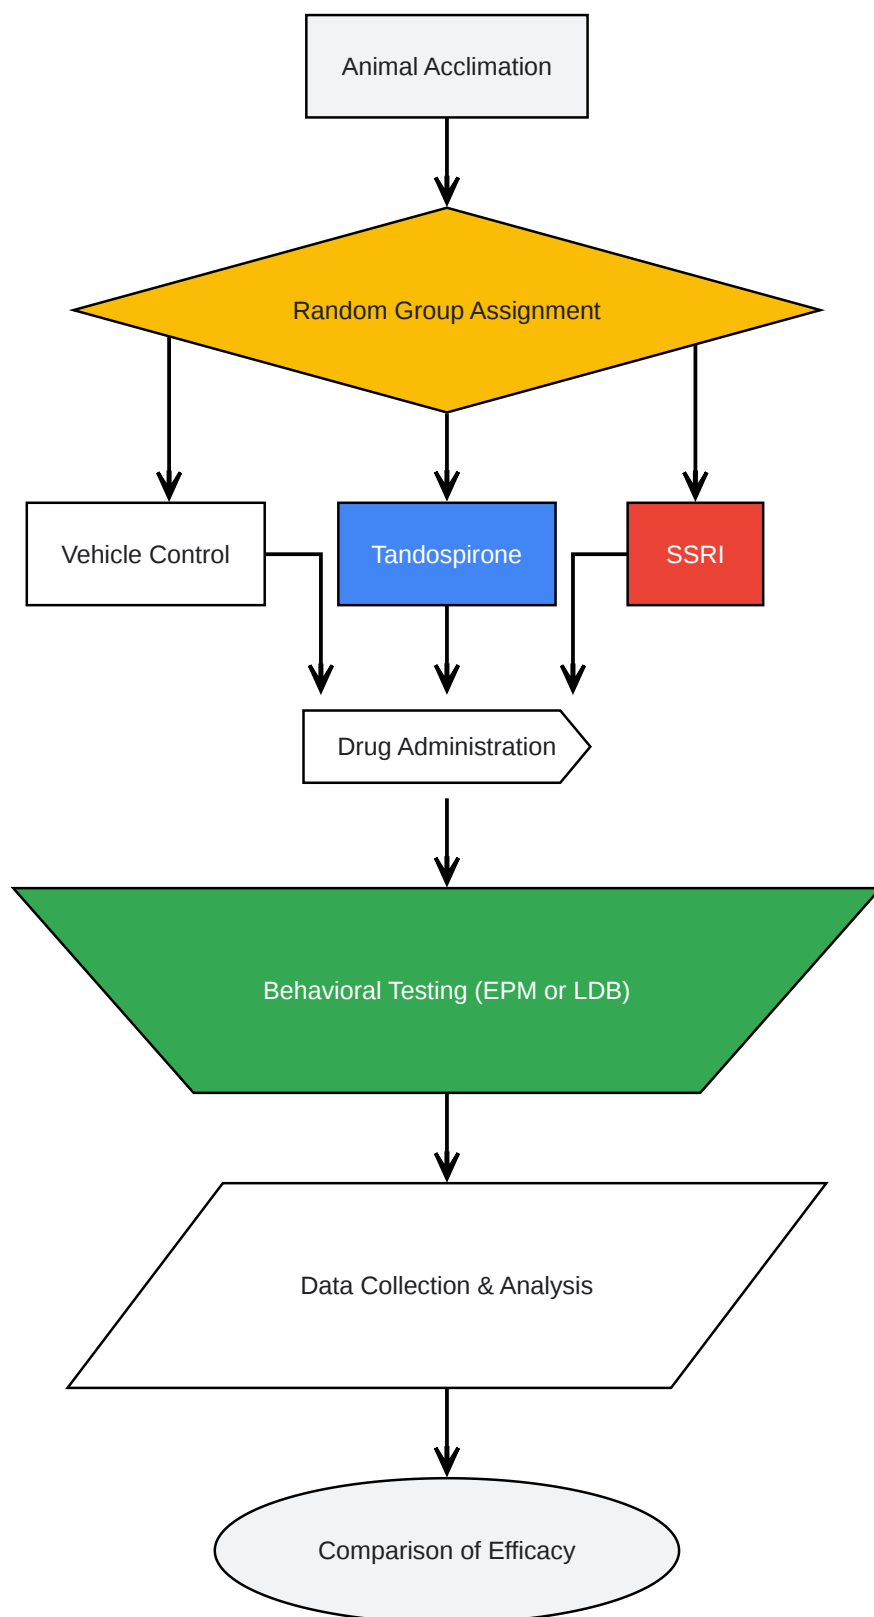 Animal Acclimation
Random Group Assignment
Vehicle Control
Tandospirone
SSRI
Drug Administration
Behavioral Testing (EPM or LDB)
Data Collection & Analysis
Comparison of Efficacy